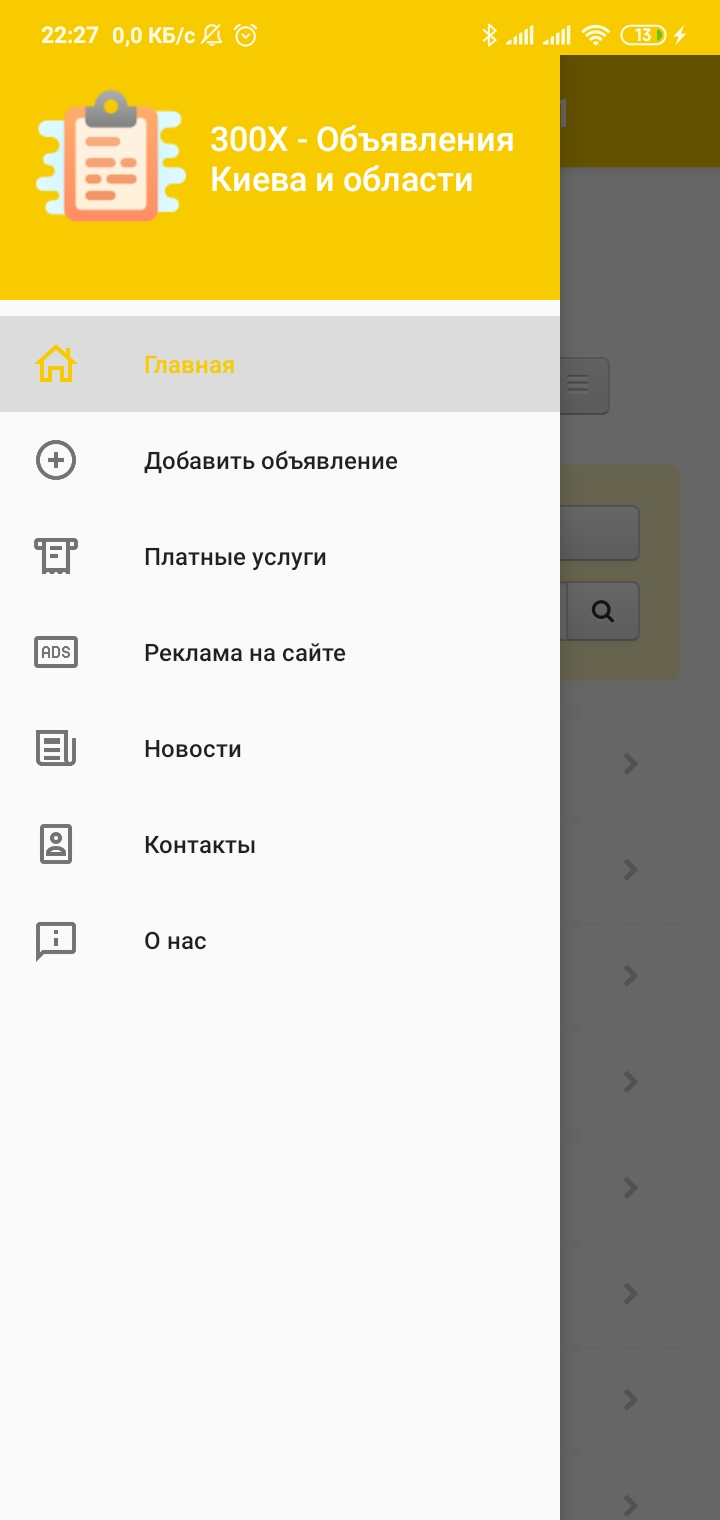 22:27 0,0 КБ/с 13
300X - Объявления
Киева и области
Главная
Добавить объявление
Платные услуги
ADS Реклама на сайте
Новости
Контакты
О нас